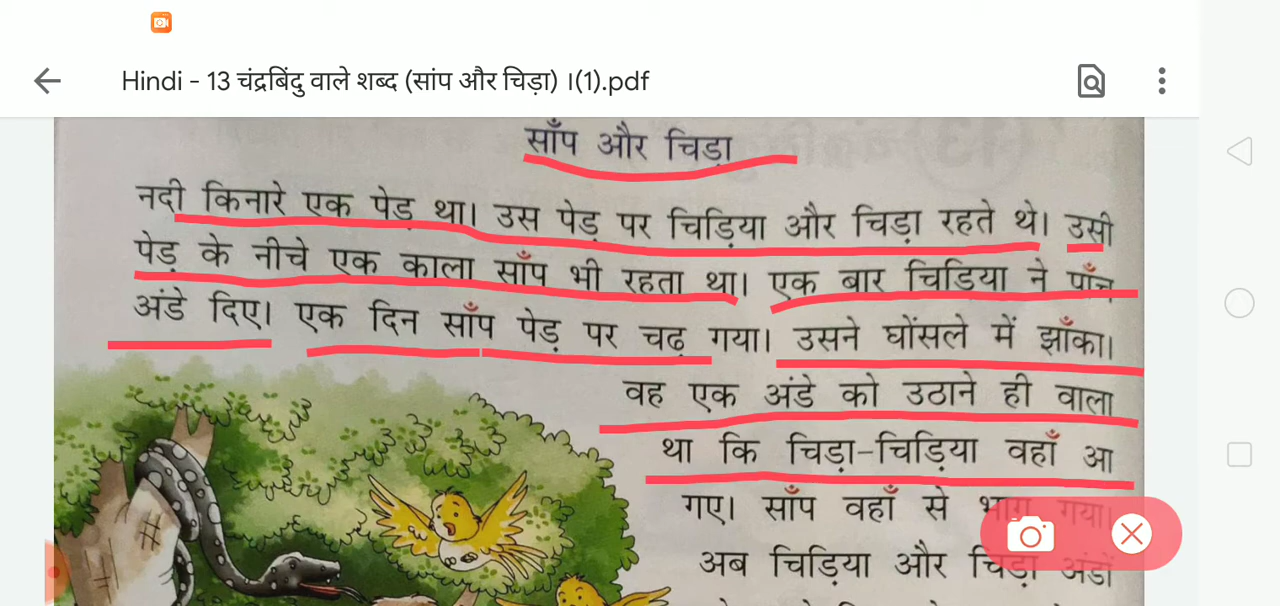 Hindi - 13 चंद्रबिंदु वाले शब्द (सांप और चिड़ा) ।(1).pdf
साँप और चिड़ा
नदी किनारे एक पेड़ था। उस पेड़ पर चिड़िया और चिड़ा रहते थे। उसी
पेड़ के नीचे एक काला साँप भी रहता था। एक बार चिड़िया ने पाँच
अंडे दिए। एक दिन साँप पेड़ पर चढ़ गया। उसने घोंसले में झाँका।
वह एक अंडे को उठाने ही वाला
था कि चिड़ा-चिड़िया वहाँ आ
गए। साँप वहाँ से भाग गया।
अब चिड़िया और चिड़ा अंडों